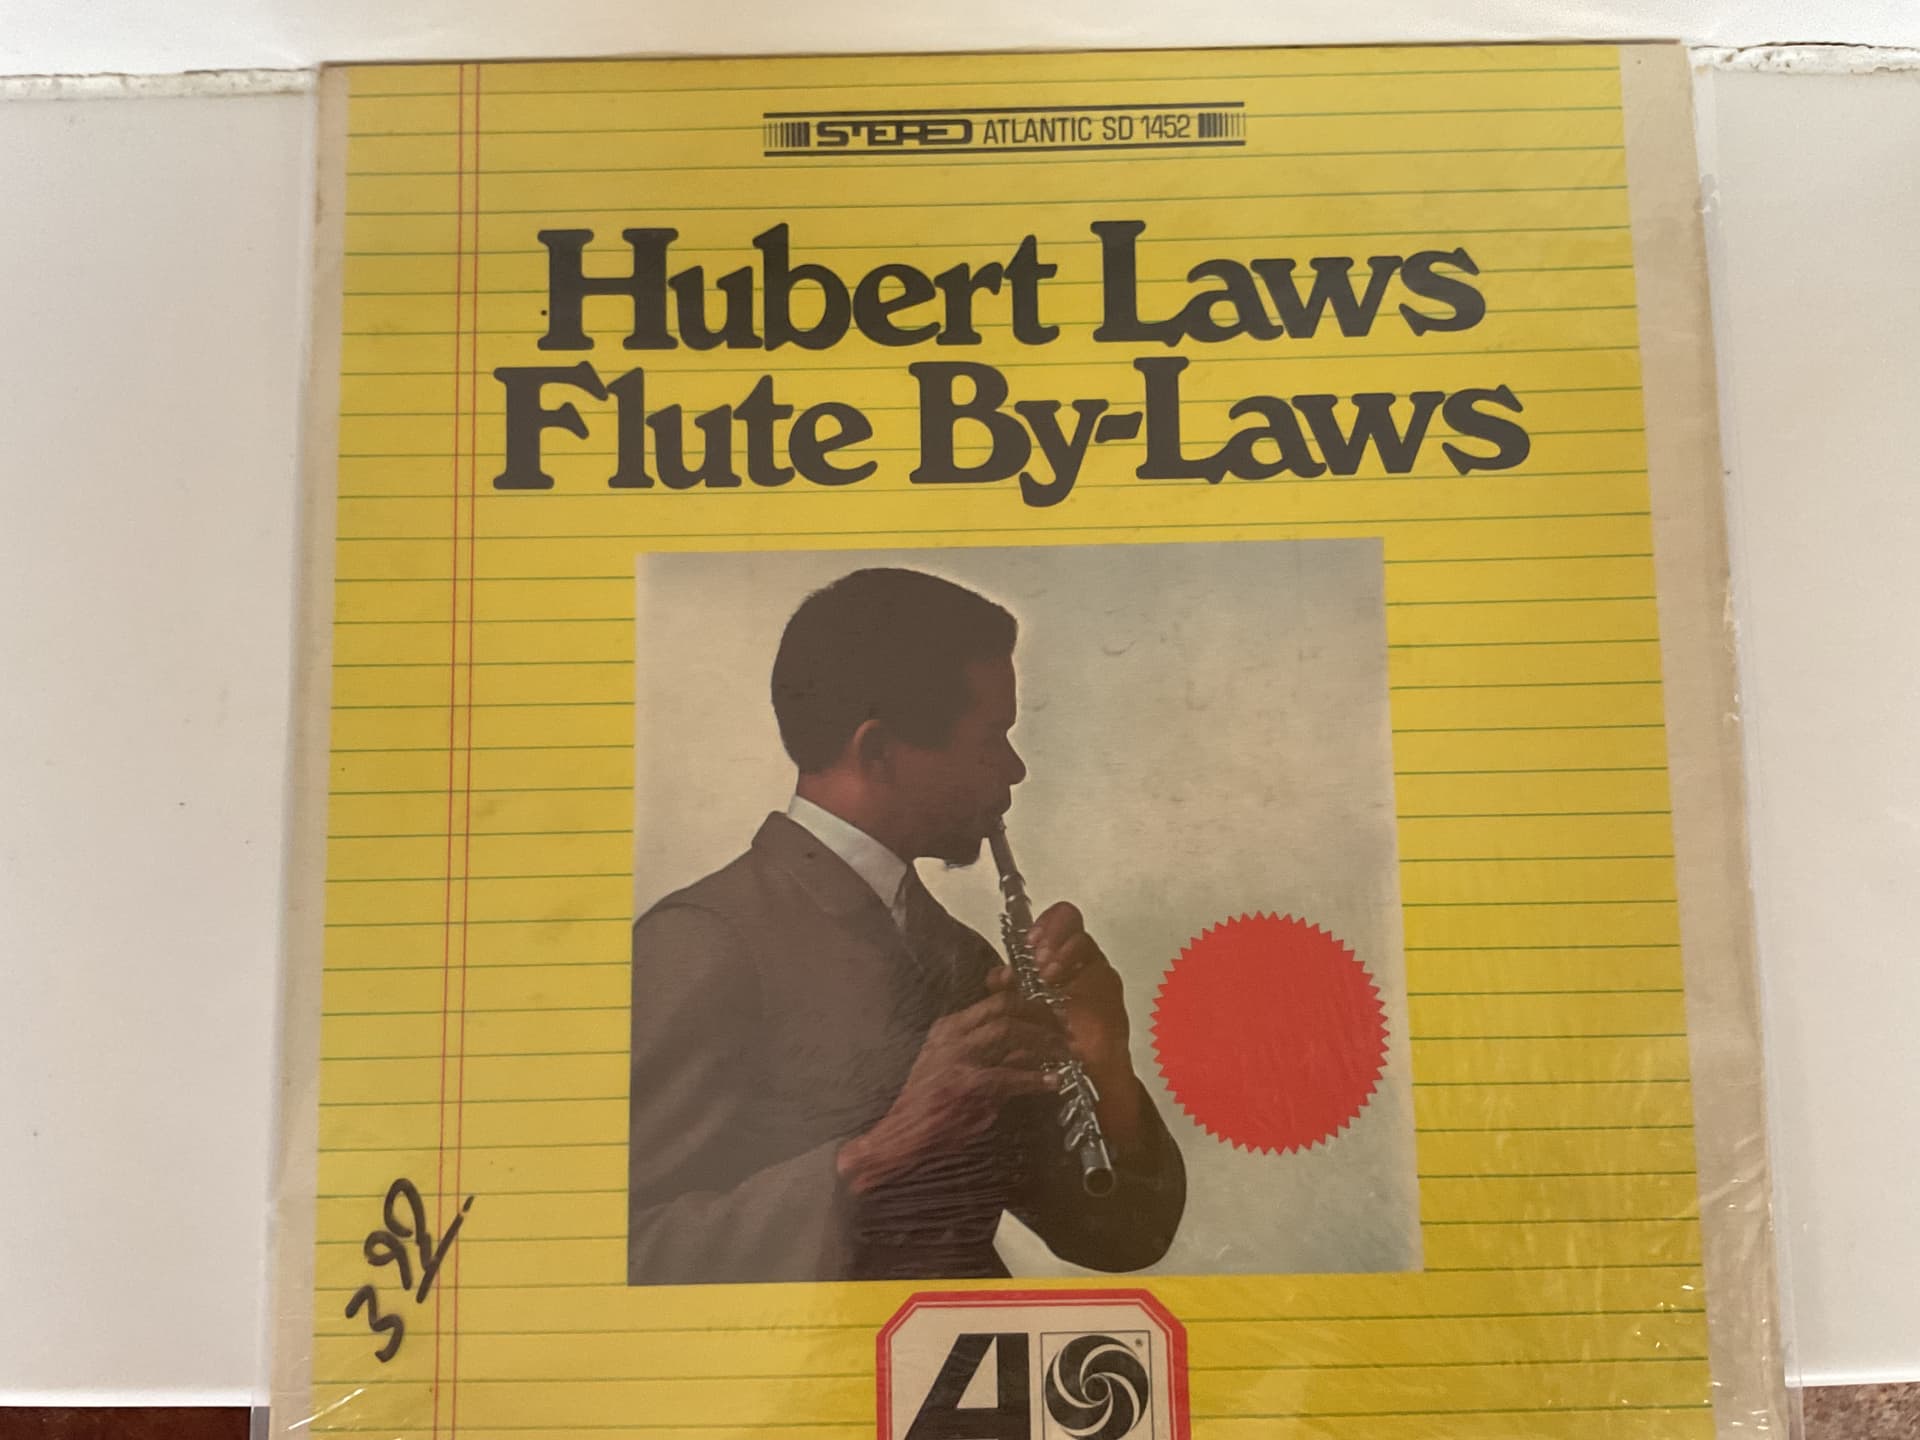 STEREO ATLANTIC SD 1452
Hubert Laws
Flute By-Laws
392
A